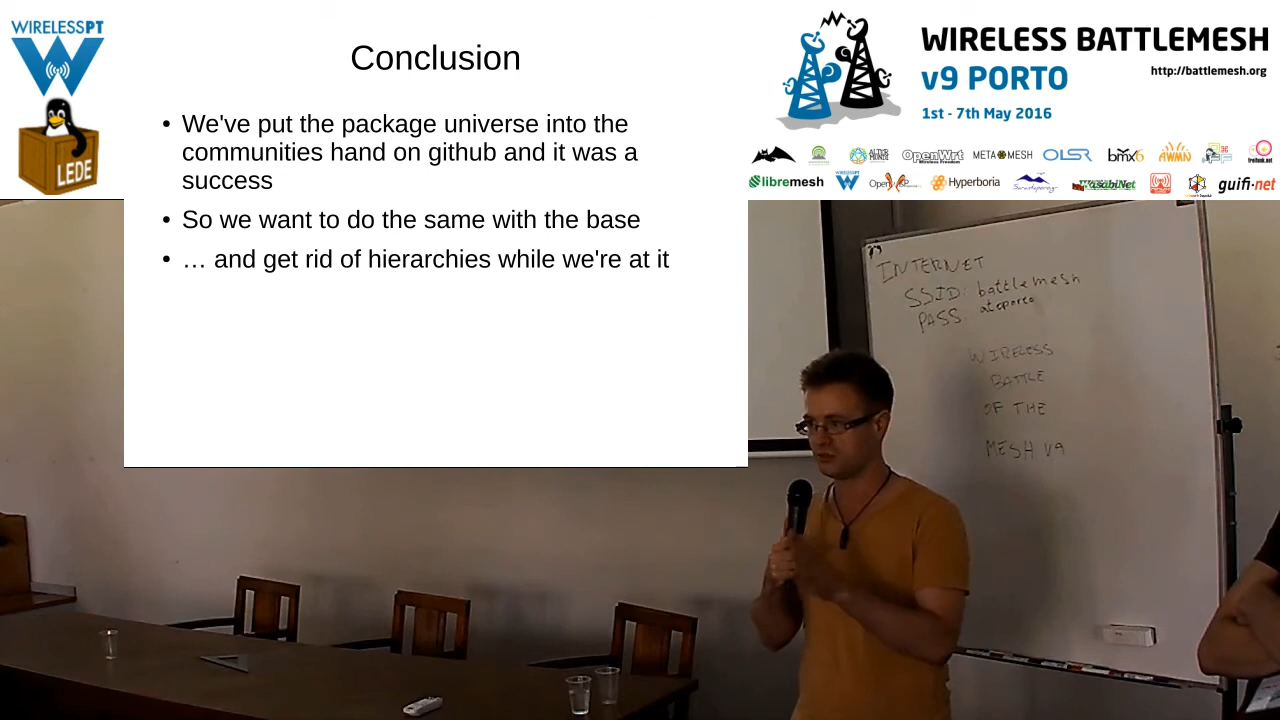 WIRELESSPT
LEDE
Conclusion
• We've put the package universe into the
communities hand on github and it was a
success
• So we want to do the same with the base
• … and get rid of hierarchies while we're at it
WIRELESS BATTLEMESH
v9 PORTO
http://battlemesh.org
1st - 7th May 2016
OpenWrt
META MESH
OLSR
bmx6
AWMN
freifunk.net
libremesh
Hyperboria
WasabiNet
guifi.net
INTERNET
SSID: battlemesh
PASS: atoporto
WIRELESS
BATTLE
OF THE
MESH V9